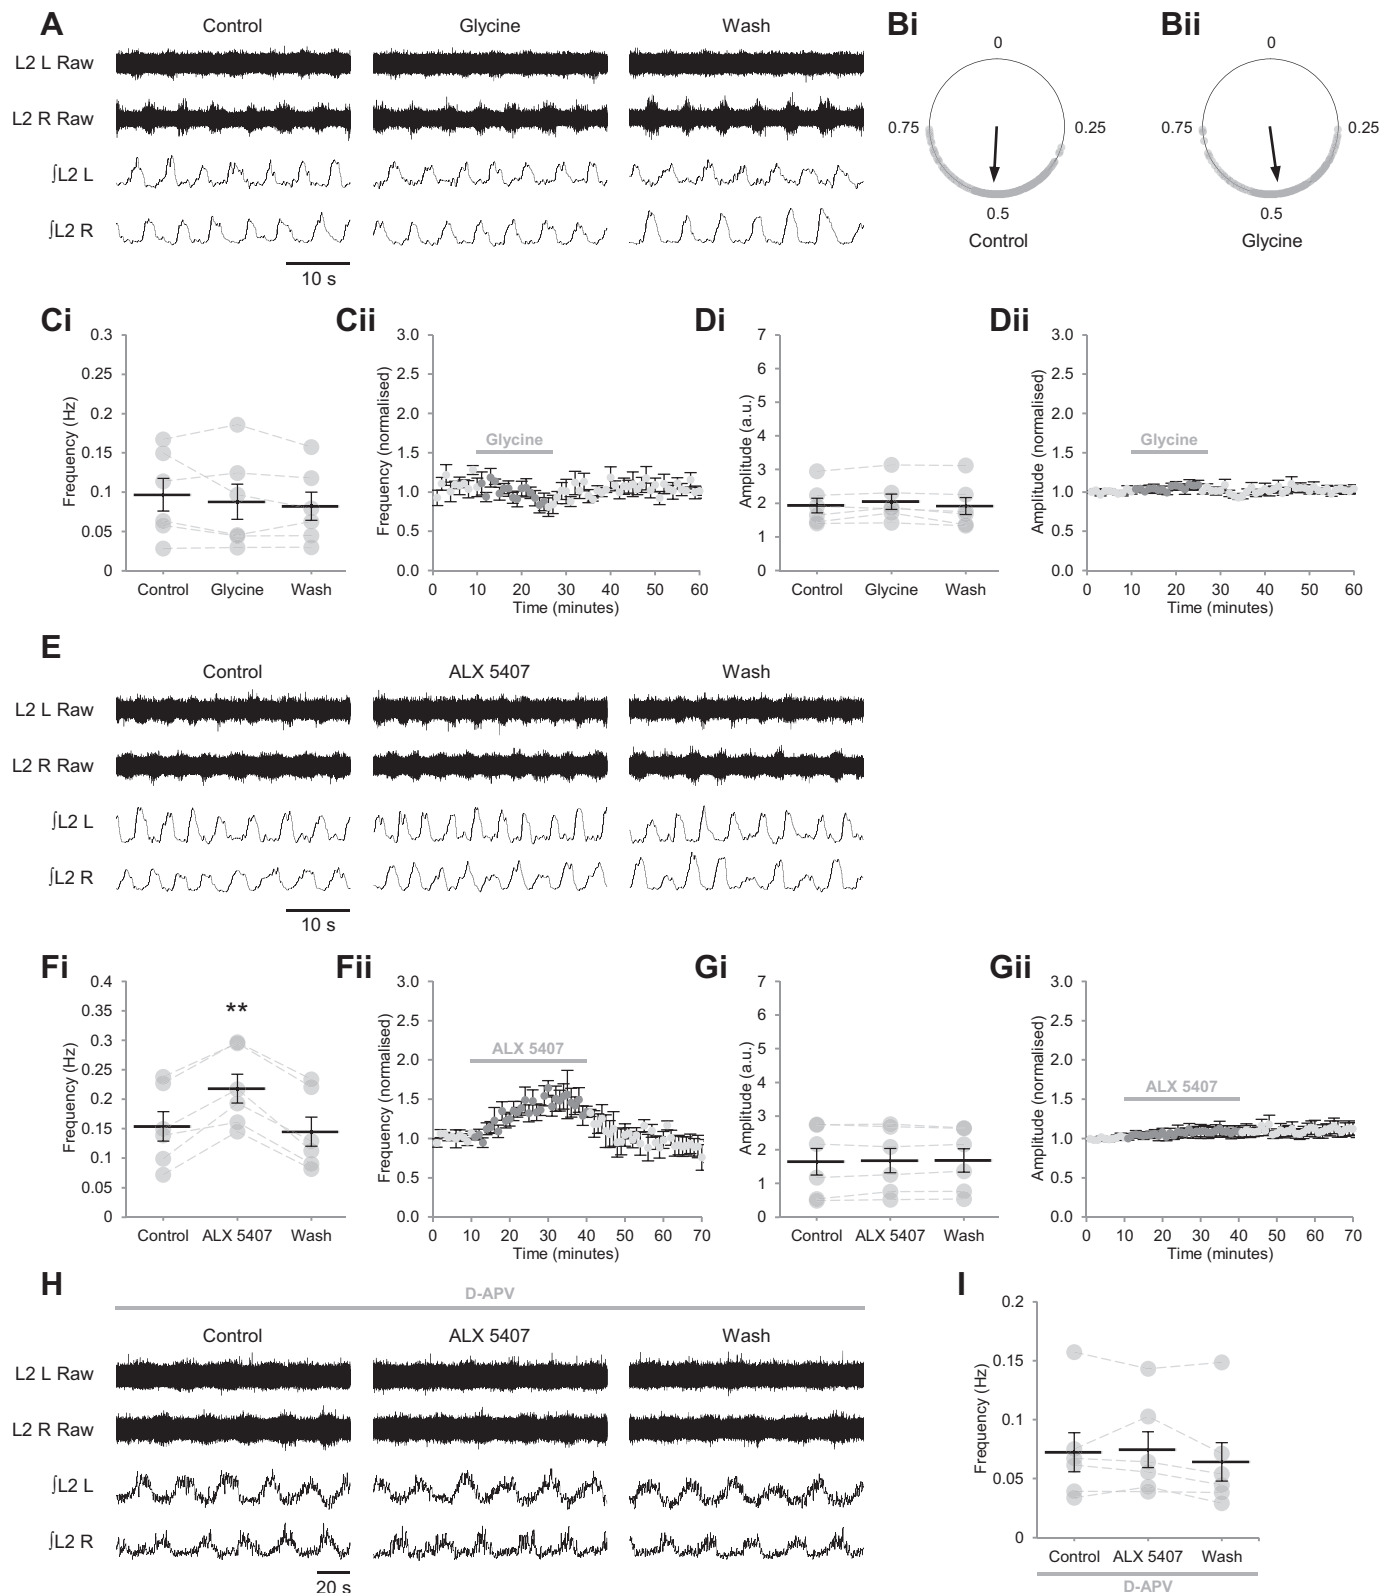 A
Bi
Bii
Control
Glycine
Wash
L2 L Raw
L2 R Raw
∫L2 L
∫L2 R
10 s
0
0.75
0.25
0.5
Control
0
0.75
0.25
0.5
Glycine
Ci
Frequency (Hz)
0.3
0.25
0.2
0.15
0.1
0.05
0
Control
Glycine
Wash
Cii
Frequency (normalised)
3.0
2.5
2.0
1.5
1.0
0.5
0.0
Glycine
0 10 20 30 40 50 60
Time (minutes)
Di
Amplitude (a.u.)
7
6
5
4
3
2
1
0
Control
Glycine
Wash
Dii
Amplitude (normalised)
3.0
2.5
2.0
1.5
1.0
0.5
0.0
Glycine
0 10 20 30 40 50 60
Time (minutes)
E
Control
ALX 5407
Wash
L2 L Raw
L2 R Raw
∫L2 L
∫L2 R
10 s
Fi
Frequency (Hz)
0.4
0.35
0.3
0.25
0.2
0.15
0.1
0.05
0
**
Control
ALX 5407
Wash
Fii
Frequency (normalised)
3.0
2.5
2.0
1.5
1.0
0.5
0.0
ALX 5407
0 10 20 30 40 50 60 70
Time (minutes)
Gi
Amplitude (a.u.)
7
6
5
4
3
2
1
0
Control
ALX 5407
Wash
Gii
Amplitude (normalised)
3.0
2.5
2.0
1.5
1.0
0.5
0.0
ALX 5407
0 10 20 30 40 50 60 70
Time (minutes)
H
D-APV
Control
ALX 5407
Wash
L2 L Raw
L2 R Raw
∫L2 L
∫L2 R
20 s
I
Frequency (Hz)
0.2
0.15
0.1
0.05
0
Control
ALX 5407
Wash
D-APV